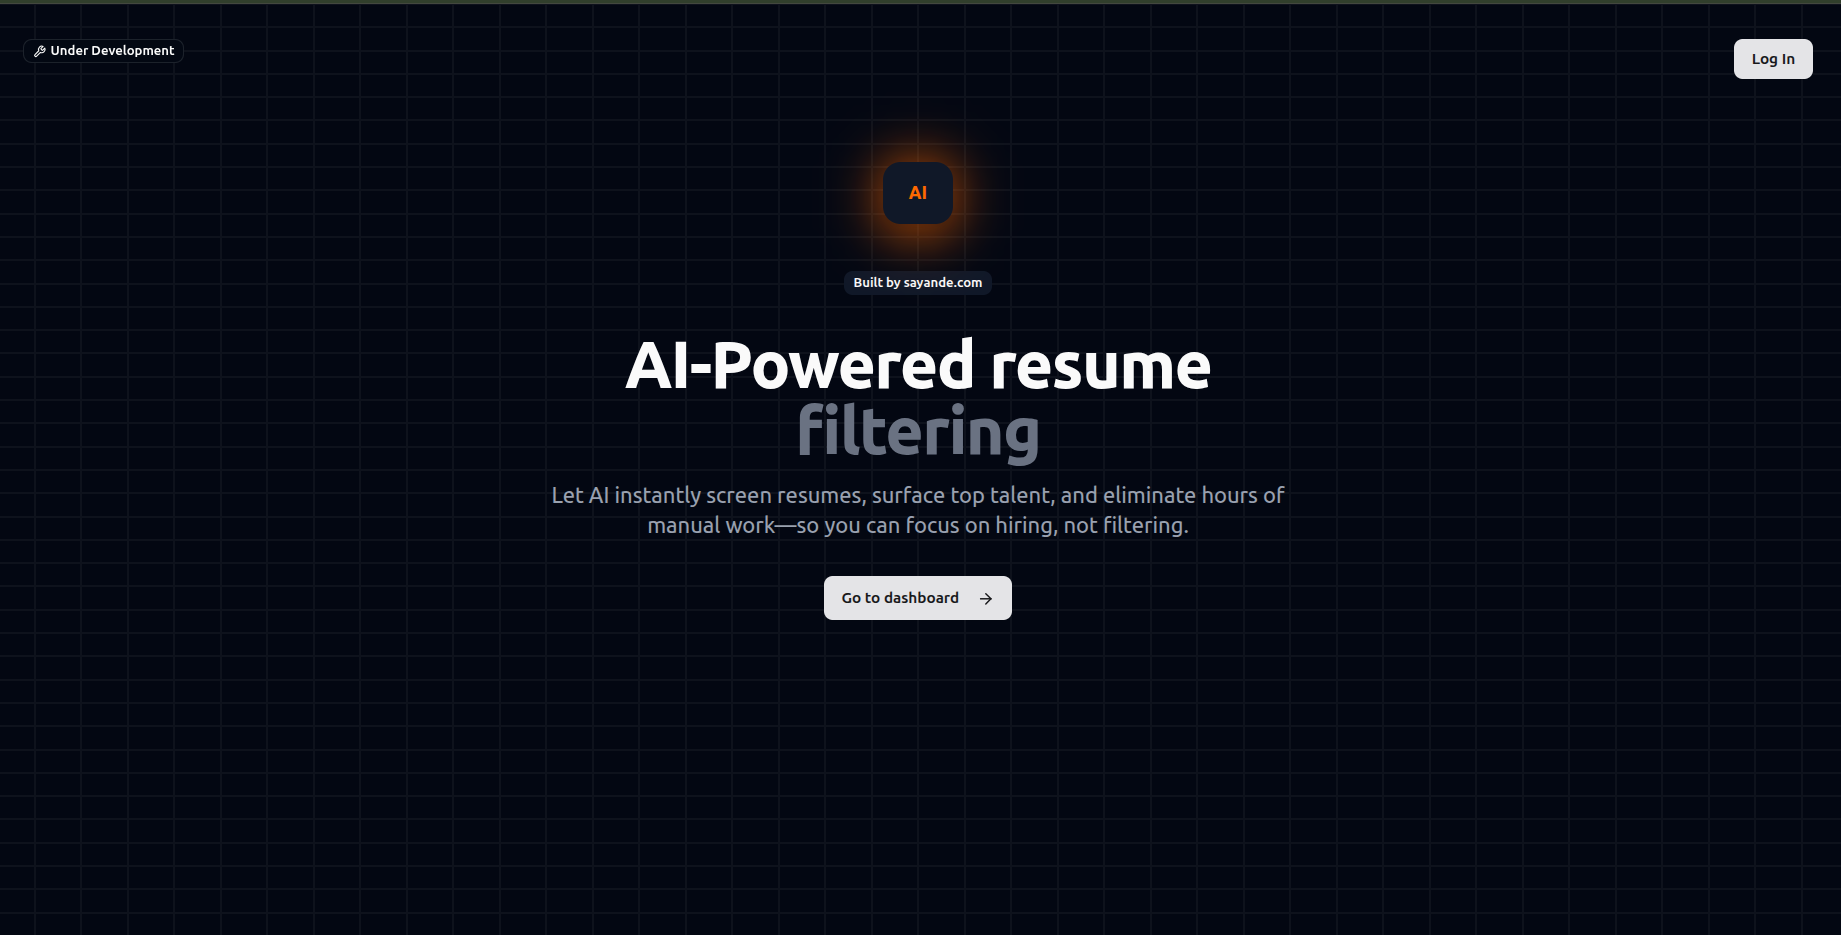 Under Development
Log In
AI
Built by sayande.com
AI-Powered resume
filtering
Let AI instantly screen resumes, surface top talent, and eliminate hours of
manual work—so you can focus on hiring, not filtering.
Go to dashboard